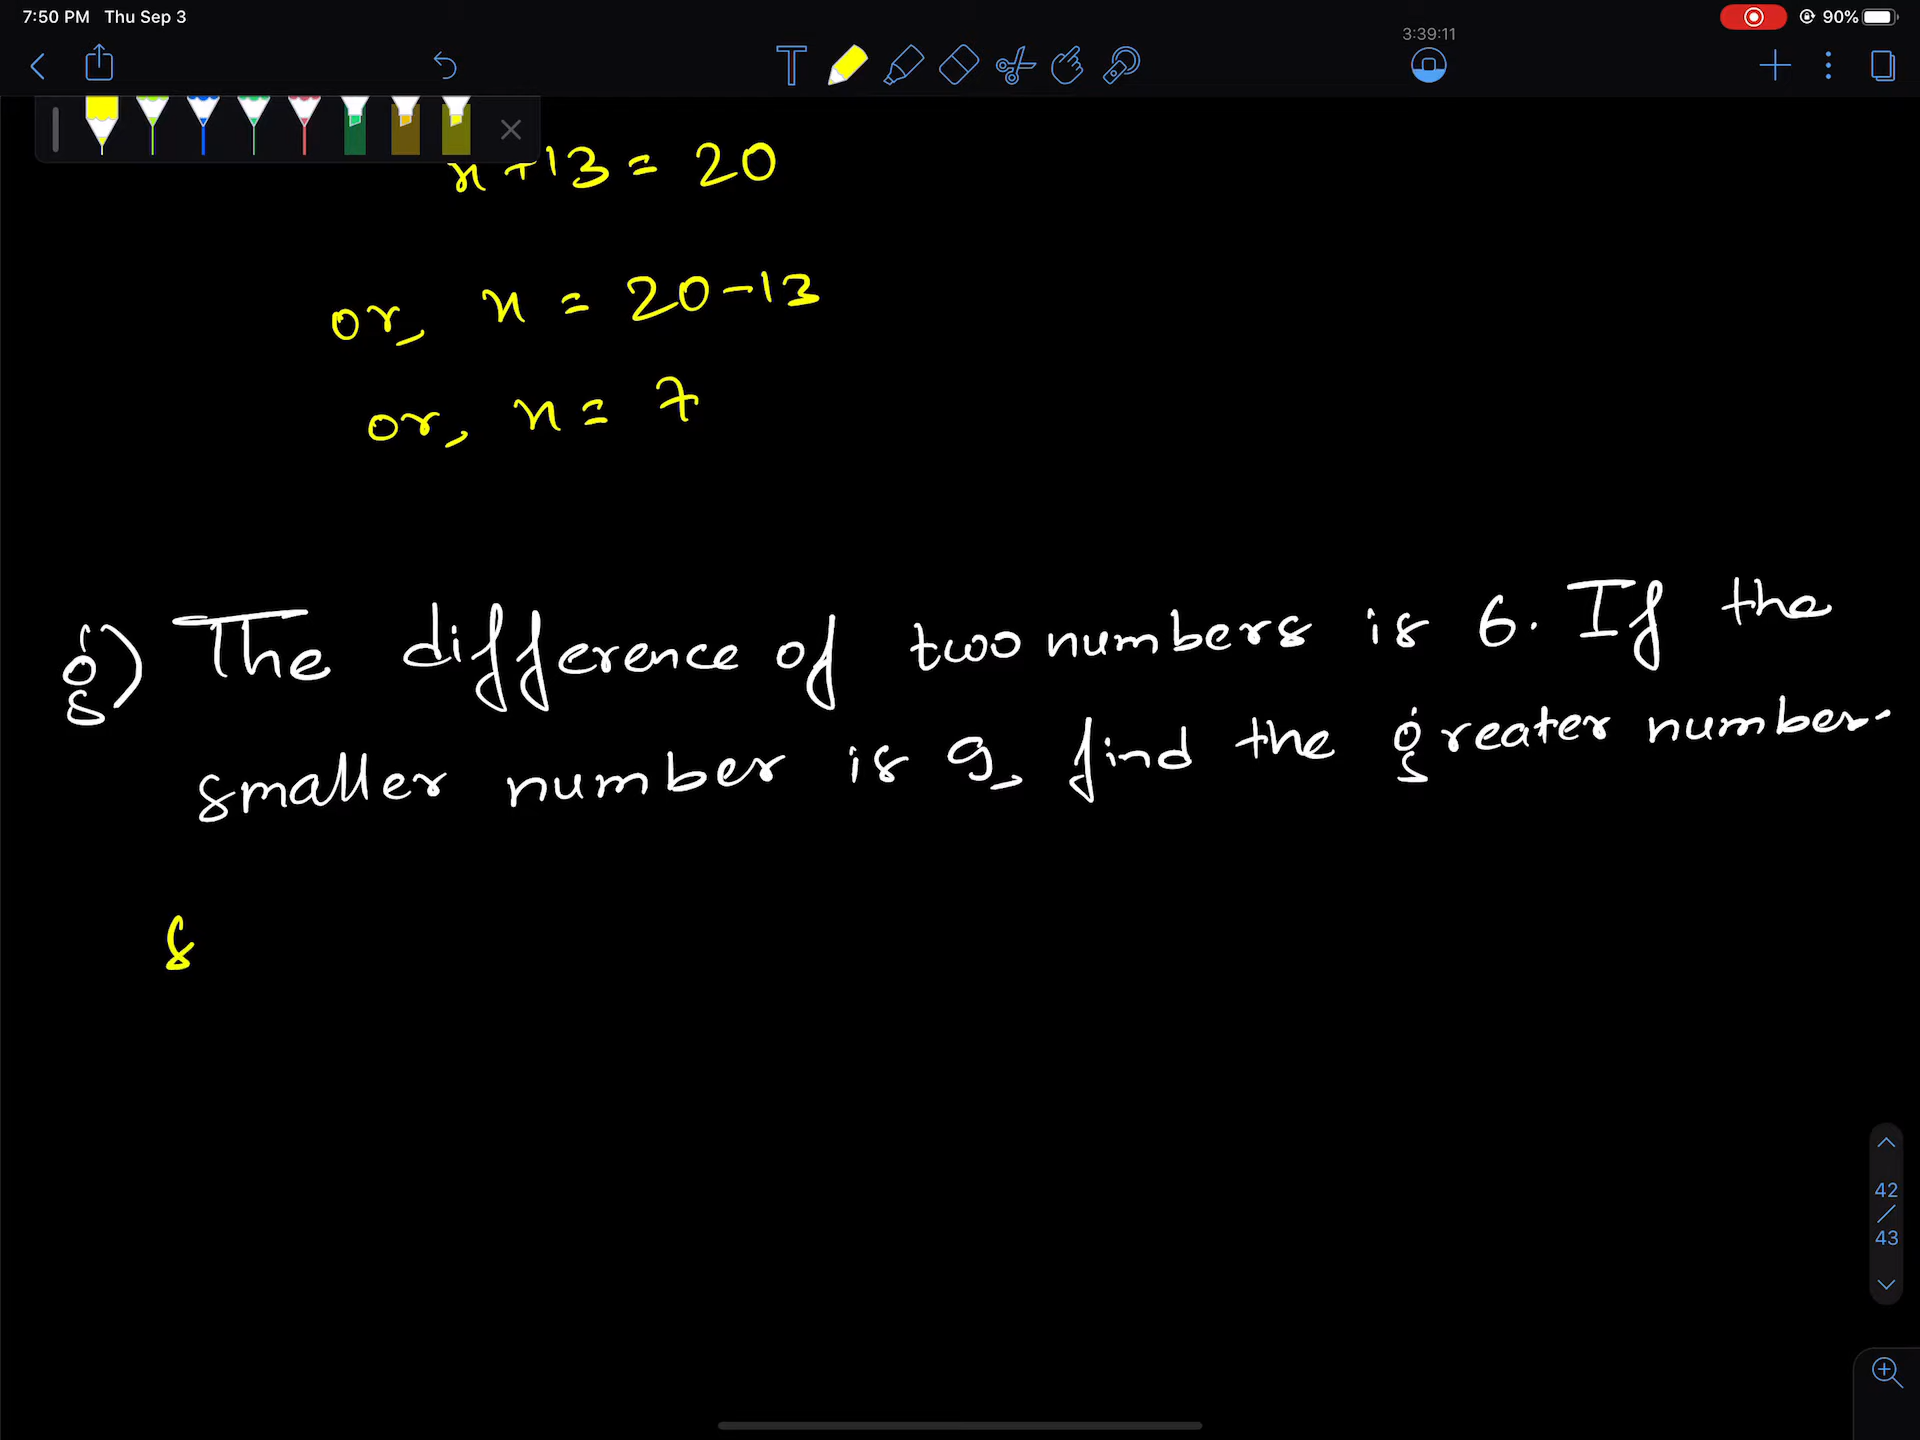 7:50 PM Thu Sep 3
90%
3:39:11
x + 13 = 20
or, x = 20 - 13
or, x = 7
g) The difference of two numbers is 6. If the
smaller number is 9, find the greater number.
s
42
/
43